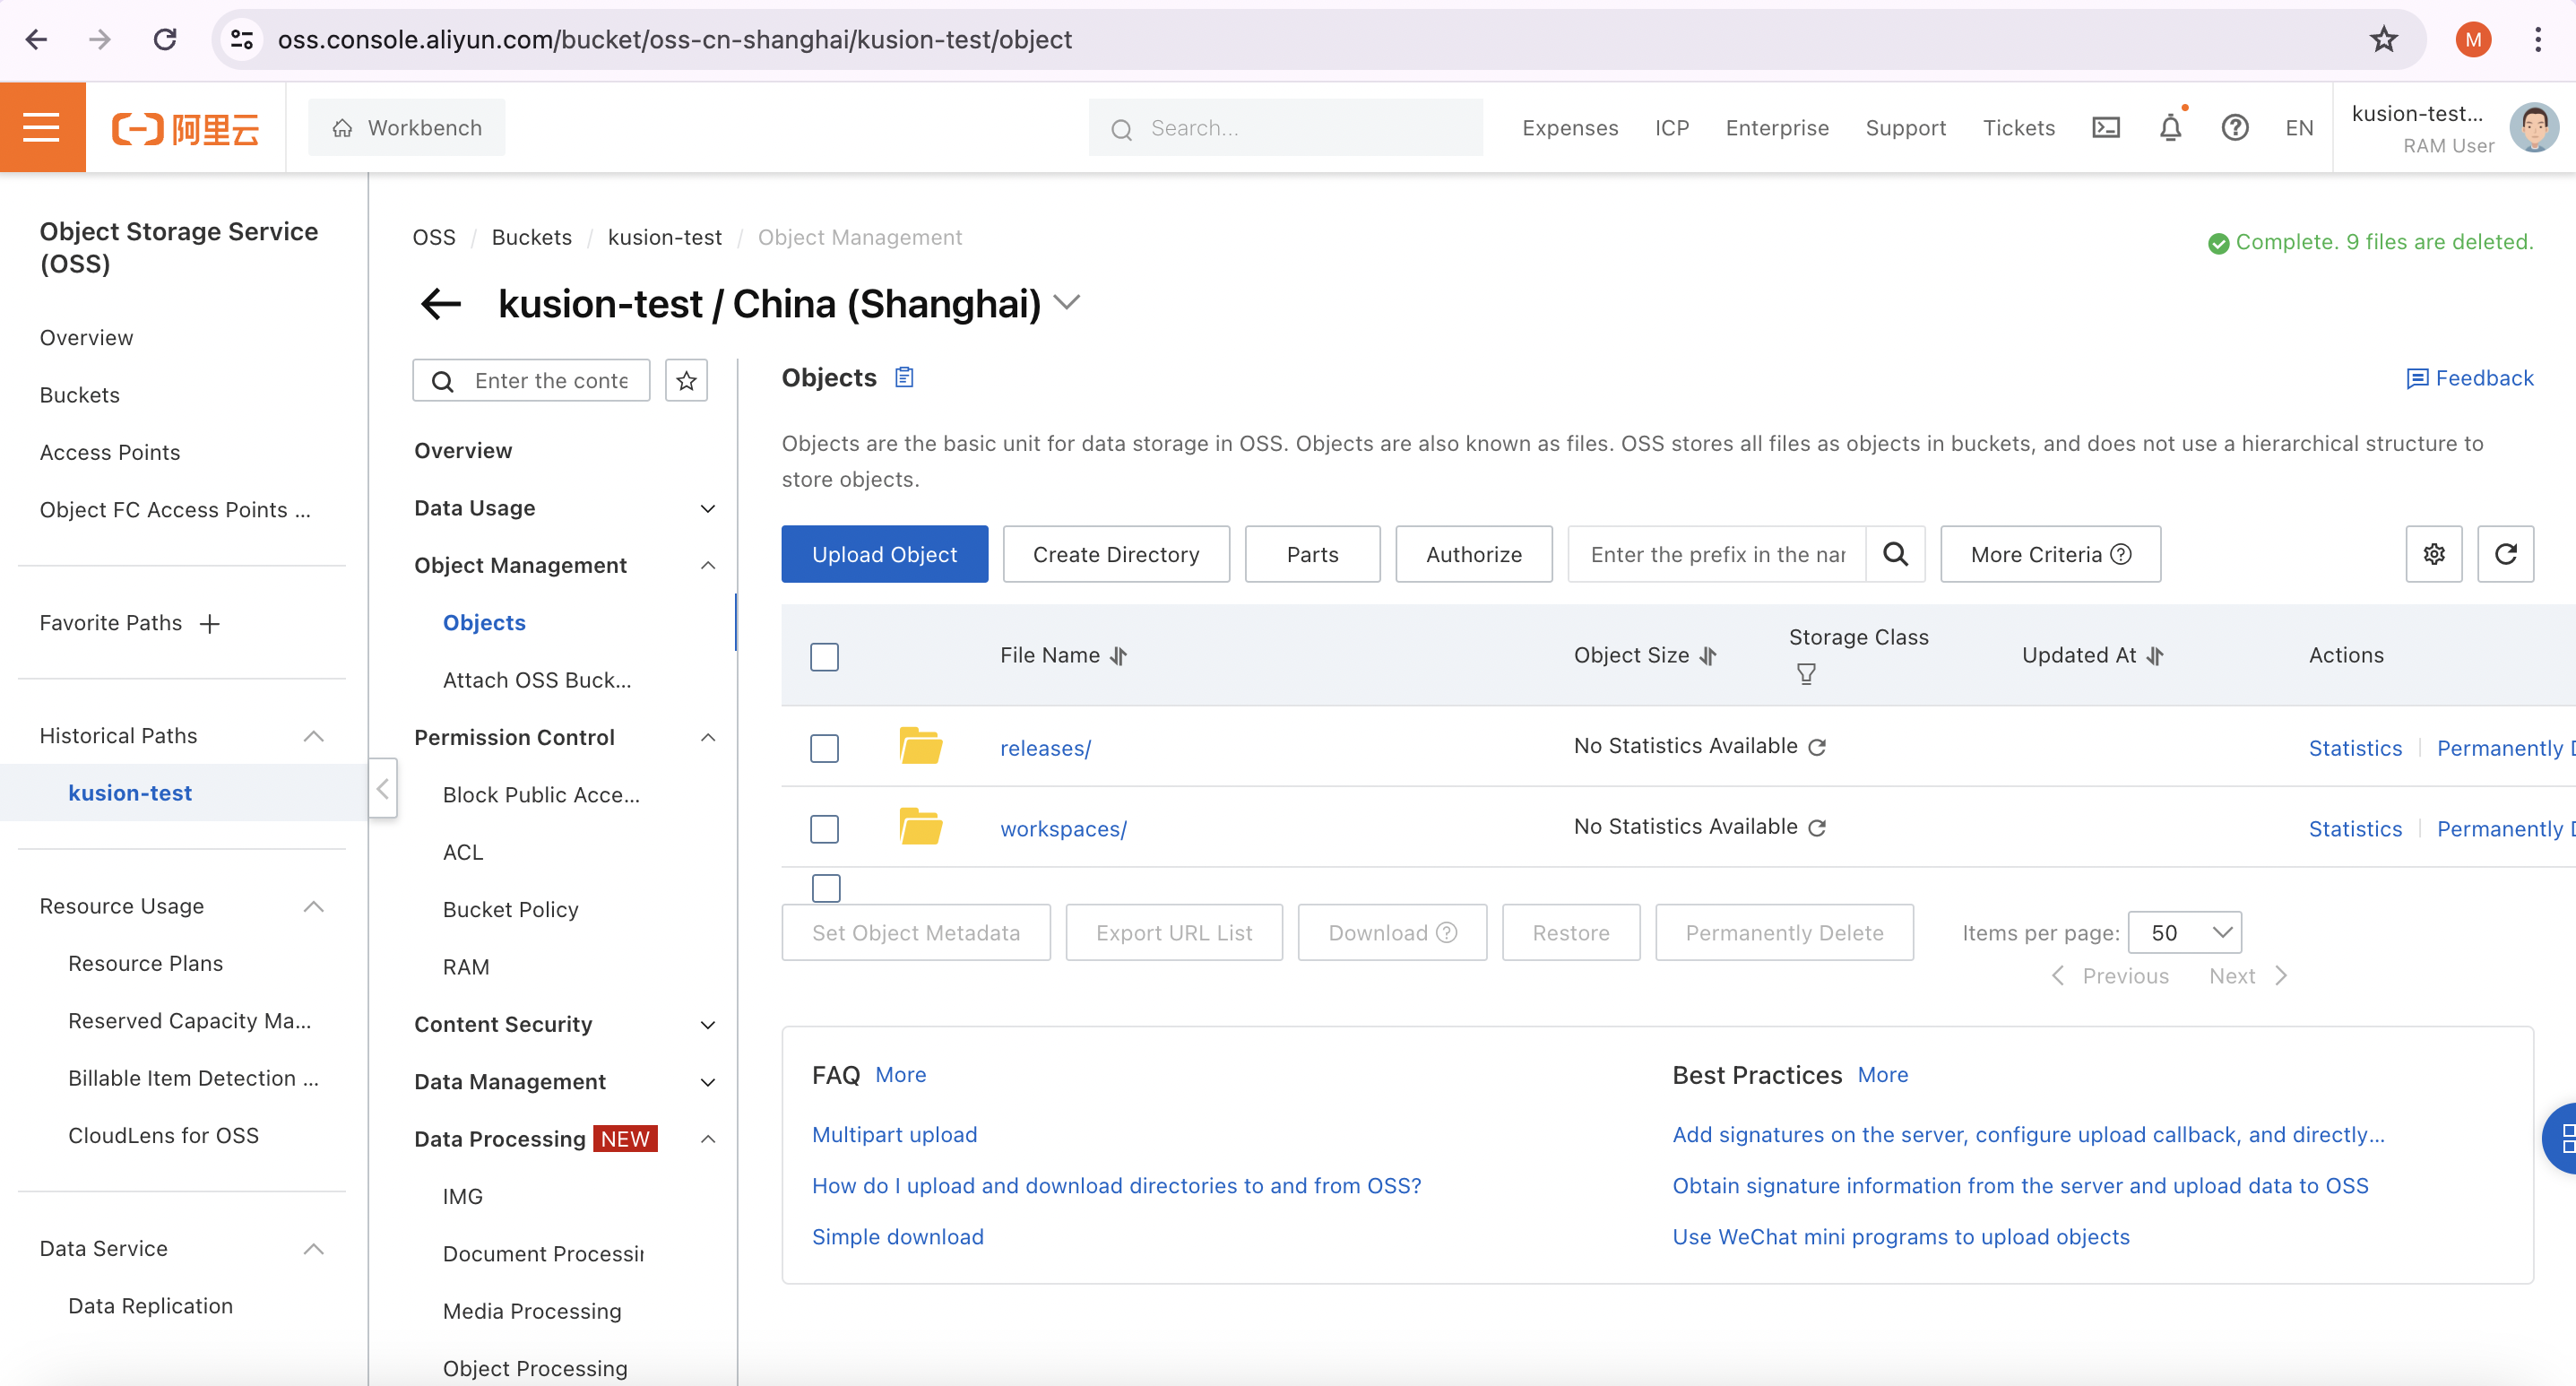 oss.console.aliyun.com/bucket/oss-cn-shanghai/kusion-test/object
M
阿里云
Workbench
Search...
Expenses
ICP
Enterprise
Support
Tickets
EN
kusion-test...
RAM User
Object Storage Service
(OSS)
Overview
Buckets
Access Points
Object FC Access Points ...
Favorite Paths
Historical Paths
kusion-test
Resource Usage
Resource Plans
Reserved Capacity Ma...
Billable Item Detection ...
CloudLens for OSS
Data Service
Data Replication
OSS / Buckets / kusion-test / Object Management
Complete. 9 files are deleted.
kusion-test / China (Shanghai)
Enter the conte
Overview
Data Usage
Object Management
Objects
Attach OSS Buck...
Permission Control
Block Public Acce...
ACL
Bucket Policy
RAM
Content Security
Data Management
Data Processing NEW
IMG
Document Processin
Media Processing
Object Processing
Objects
Feedback
Objects are the basic unit for data storage in OSS. Objects are also known as files. OSS stores all files as objects in buckets, and does not use a hierarchical structure to
store objects.
Upload Object
Create Directory
Parts
Authorize
Enter the prefix in the nar
More Criteria
File Name
Object Size
Storage Class
Updated At
Actions
releases/
No Statistics Available
Statistics
Permanently D
workspaces/
No Statistics Available
Statistics
Permanently D
Set Object Metadata
Export URL List
Download
Restore
Permanently Delete
Items per page: 50
Previous
Next
FAQ More
Multipart upload
How do I upload and download directories to and from OSS?
Simple download
Best Practices More
Add signatures on the server, configure upload callback, and directly...
Obtain signature information from the server and upload data to OSS
Use WeChat mini programs to upload objects